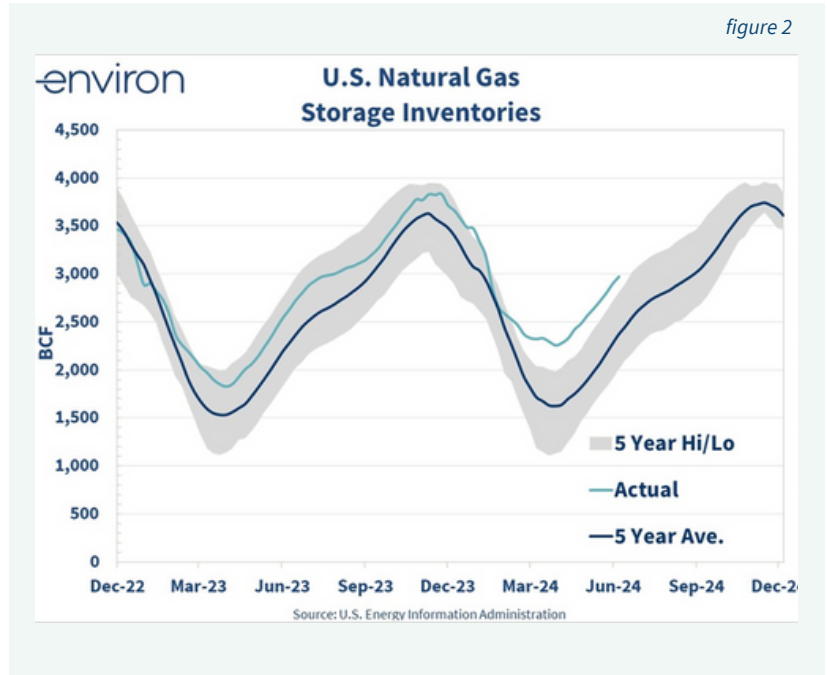 figure 2
environ
U.S. Natural Gas
Storage Inventories
4,500
4,000
3,500
3,000
2,500
2,000
1,500
1,000
500
0
BCF
5 Year Hi/Lo
Actual
5 Year Ave.
Dec-22 Mar-23 Jun-23 Sep-23 Dec-23 Mar-24 Jun-24 Sep-24 Dec-2
Source: U.S. Energy Information Administration